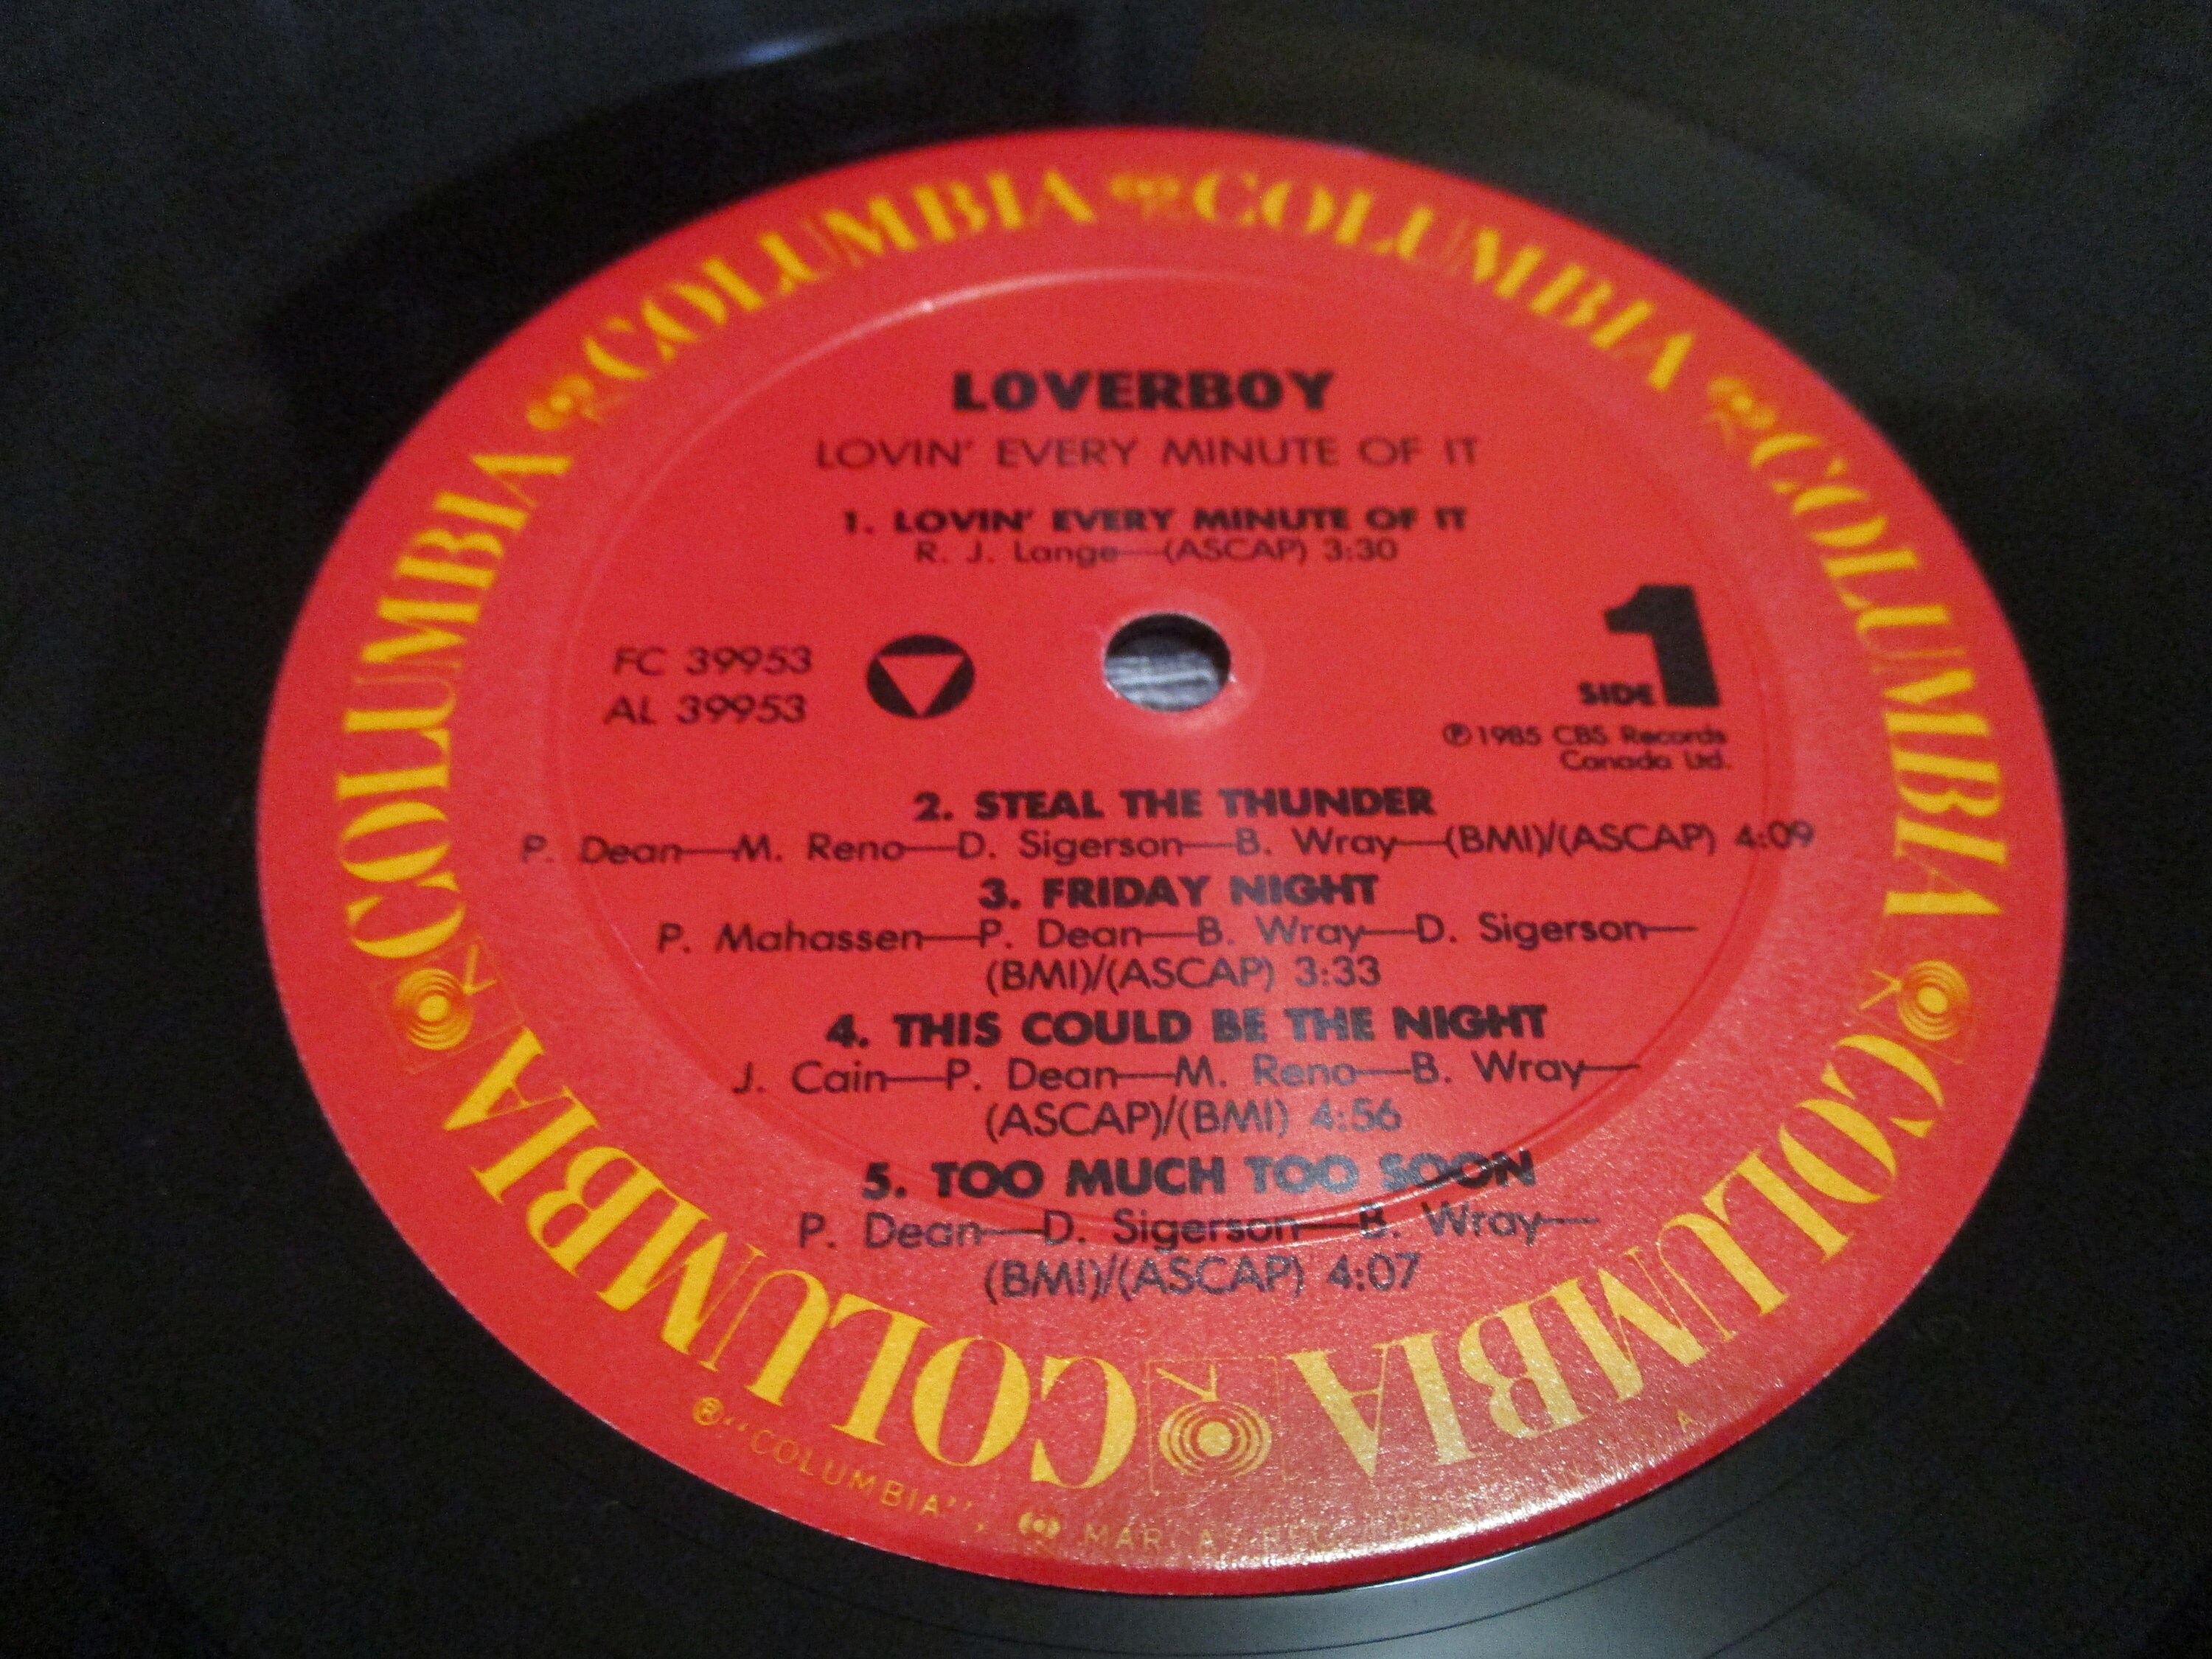 LOVERBOY
LOVIN' EVERY MINUTE OF IT
1. LOVIN' EVERY MINUTE OF IT
R. J. Lange—(ASCAP) 3:30
FC 39953
AL 39953
SIDE 1
℗1985 CBS Records
Canada Ltd.
2. STEAL THE THUNDER
P. Dean—M. Reno—D. Sigerson—B. Wray—(BMI)/(ASCAP) 4:09
3. FRIDAY NIGHT
P. Mahassen—P. Dean—B. Wray—D. Sigerson—
(BMI)/(ASCAP) 3:33
4. THIS COULD BE THE NIGHT
J. Cain—P. Dean—M. Reno—B. Wray—
(ASCAP)/(BMI) 4:56
5. TOO MUCH TOO SOON
P. Dean—D. Sigerson—B. Wray—
(BMI)/(ASCAP) 4:07
COLUMBIA COLUMBIA COLUMBIA COLUMBIA COLUMBIA COLUMBIA
® "COLUMBIA",